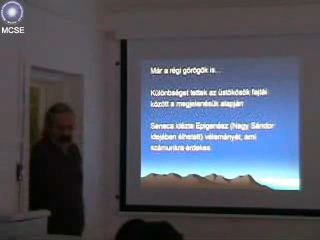 MCSE
Már a régi görögök is…
Különbséget tettek az üstökösök fajtái
között a megjelenésük alapján
Seneca idézte Epigenész (Nagy Sándor
idejében élhetett) véleményét, ami
számunkra érdekes